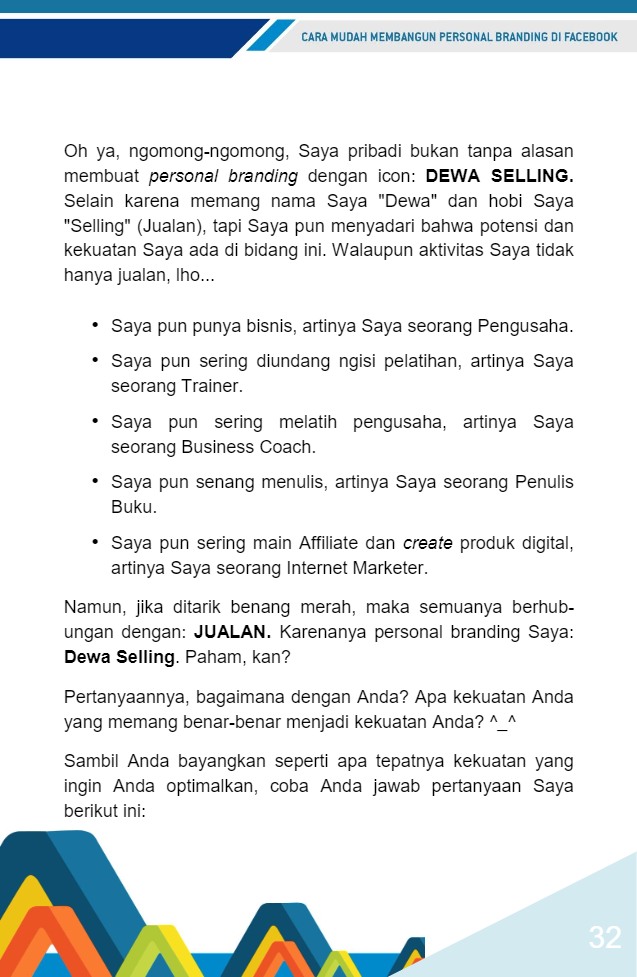 CARA MUDAH MEMBANGUN PERSONAL BRANDING DI FACEBOOK
Oh ya, ngomong-ngomong, Saya pribadi bukan tanpa alasan
membuat personal branding dengan icon: DEWA SELLING.
Selain karena memang nama Saya "Dewa" dan hobi Saya
"Selling" (Jualan), tapi Saya pun menyadari bahwa potensi dan
kekuatan Saya ada di bidang ini. Walaupun aktivitas Saya tidak
hanya jualan, lho...
• Saya pun punya bisnis, artinya Saya seorang Pengusaha.
• Saya pun sering diundang ngisi pelatihan, artinya Saya
seorang Trainer.
• Saya pun sering melatih pengusaha, artinya Saya
seorang Business Coach.
• Saya pun senang menulis, artinya Saya seorang Penulis
Buku.
• Saya pun sering main Affiliate dan create produk digital,
artinya Saya seorang Internet Marketer.
Namun, jika ditarik benang merah, maka semuanya berhub-
ungan dengan: JUALAN. Karenanya personal branding Saya:
Dewa Selling. Paham, kan?
Pertanyaannya, bagaimana dengan Anda? Apa kekuatan Anda
yang memang benar-benar menjadi kekuatan Anda? ^_^
Sambil Anda bayangkan seperti apa tepatnya kekuatan yang
ingin Anda optimalkan, coba Anda jawab pertanyaan Saya
berikut ini:
32